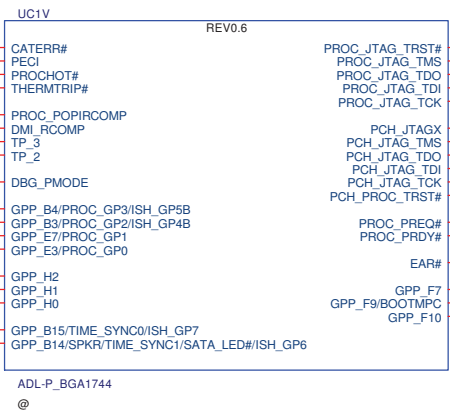 UC1V
REV0.6
CATERR# PROC_JTAG_TRST#
PECI PROC_JTAG_TMS
PROCHOT# PROC_JTAG_TDO
THERMTRIP# PROC_JTAG_TDI
PROC_JTAG_TCK
PROC_POPIRCOMP
DMI_RCOMP PCH_JTAGX
TP_3 PCH_JTAG_TMS
TP_2 PCH_JTAG_TDO
PCH_JTAG_TDI
DBG_PMODE PCH_JTAG_TCK
PCH_PROC_TRST#
GPP_B4/PROC_GP3/ISH_GP5B
GPP_B3/PROC_GP2/ISH_GP4B PROC_PREQ#
GPP_E7/PROC_GP1 PROC_PRDY#
GPP_E3/PROC_GP0
EAR#
GPP_H2
GPP_H1 GPP_F7
GPP_H0 GPP_F9/BOOTMPC
GPP_F10
GPP_B15/TIME_SYNC0/ISH_GP7
GPP_B14/SPKR/TIME_SYNC1/SATA_LED#/ISH_GP6
ADL-P_BGA1744
@